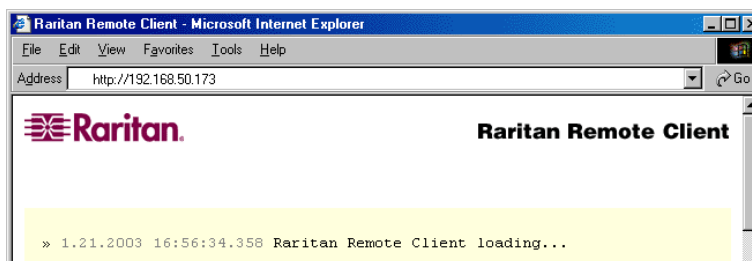 Raritan Remote Client - Microsoft Internet Explorer
File Edit View Favorites Tools Help
Address http://192.168.50.173 Go
Raritan. Raritan Remote Client
» 1.21.2003 16:56:34.358 Raritan Remote Client loading...